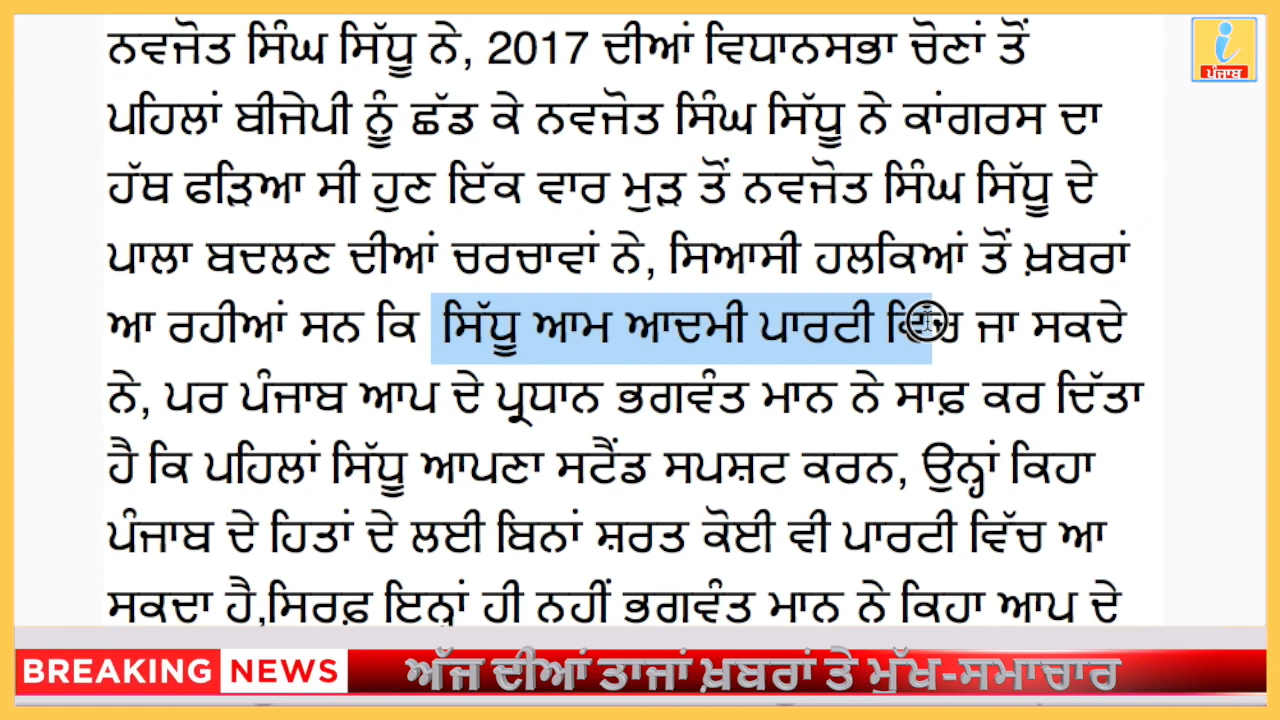 ਨਵਜੋਤ ਸਿੰਘ ਸਿੱਧੂ ਨੇ, 2017 ਦੀਆਂ ਵਿਧਾਨਸਭਾ ਚੋਣਾਂ ਤੋਂ
ਪਹਿਲਾਂ ਬੀਜੇਪੀ ਨੂੰ ਛੱਡ ਕੇ ਨਵਜੋਤ ਸਿੰਘ ਸਿੱਧੂ ਨੇ ਕਾਂਗਰਸ ਦਾ
ਹੱਥ ਫੜਿਆ ਸੀ ਹੁਣ ਇੱਕ ਵਾਰ ਮੁੜ ਤੋਂ ਨਵਜੋਤ ਸਿੰਘ ਸਿੱਧੂ ਦੇ
ਪਾਲਾ ਬਦਲਣ ਦੀਆਂ ਚਰਚਾਵਾਂ ਨੇ, ਸਿਆਸੀ ਹਲਕਿਆਂ ਤੋਂ ਖ਼ਬਰਾਂ
ਆ ਰਹੀਆਂ ਸਨ ਕਿ ਸਿੱਧੂ ਆਮ ਆਦਮੀ ਪਾਰਟੀ ਵਿੱਚ ਜਾ ਸਕਦੇ
ਨੇ, ਪਰ ਪੰਜਾਬ ਆਪ ਦੇ ਪ੍ਰਧਾਨ ਭਗਵੰਤ ਮਾਨ ਨੇ ਸਾਫ਼ ਕਰ ਦਿੱਤਾ
ਹੈ ਕਿ ਪਹਿਲਾਂ ਸਿੱਧੂ ਆਪਣਾ ਸਟੈਂਡ ਸਪਸ਼ਟ ਕਰਨ, ਉਨ੍ਹਾਂ ਕਿਹਾ
ਪੰਜਾਬ ਦੇ ਹਿਤਾਂ ਦੇ ਲਈ ਬਿਨਾਂ ਸ਼ਰਤ ਕੋਈ ਵੀ ਪਾਰਟੀ ਵਿੱਚ ਆ
ਸਕਦਾ ਹੈ,ਸਿਰਫ਼ ਇਨ੍ਹਾਂ ਹੀ ਨਹੀਂ ਭਗਵੰਤ ਮਾਨ ਨੇ ਕਿਹਾ ਆਪ ਦੇ
BREAKING NEWS ਅੱਜ ਦੀਆਂ ਤਾਜਾਂ ਖ਼ਬਰਾਂ ਤੇ ਮੁੱਖ-ਸਮਾਚਾਰ
i ਪੰਜਾਬ